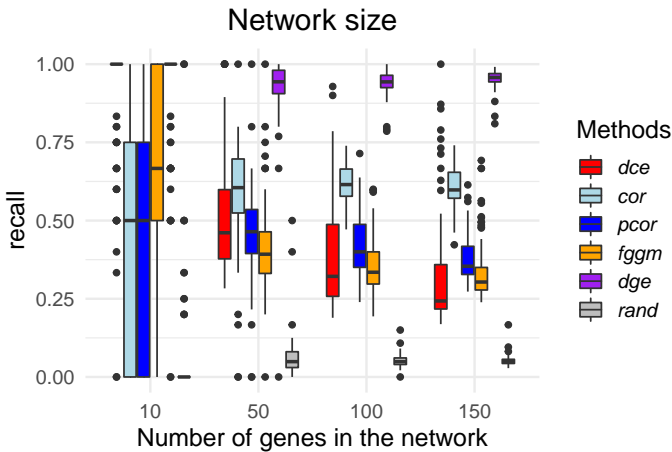 Network size
recall
1.00
0.75
0.50
0.25
0.00
10
50
100
150
Number of genes in the network
Methods
dce
cor
pcor
fggm
dge
rand